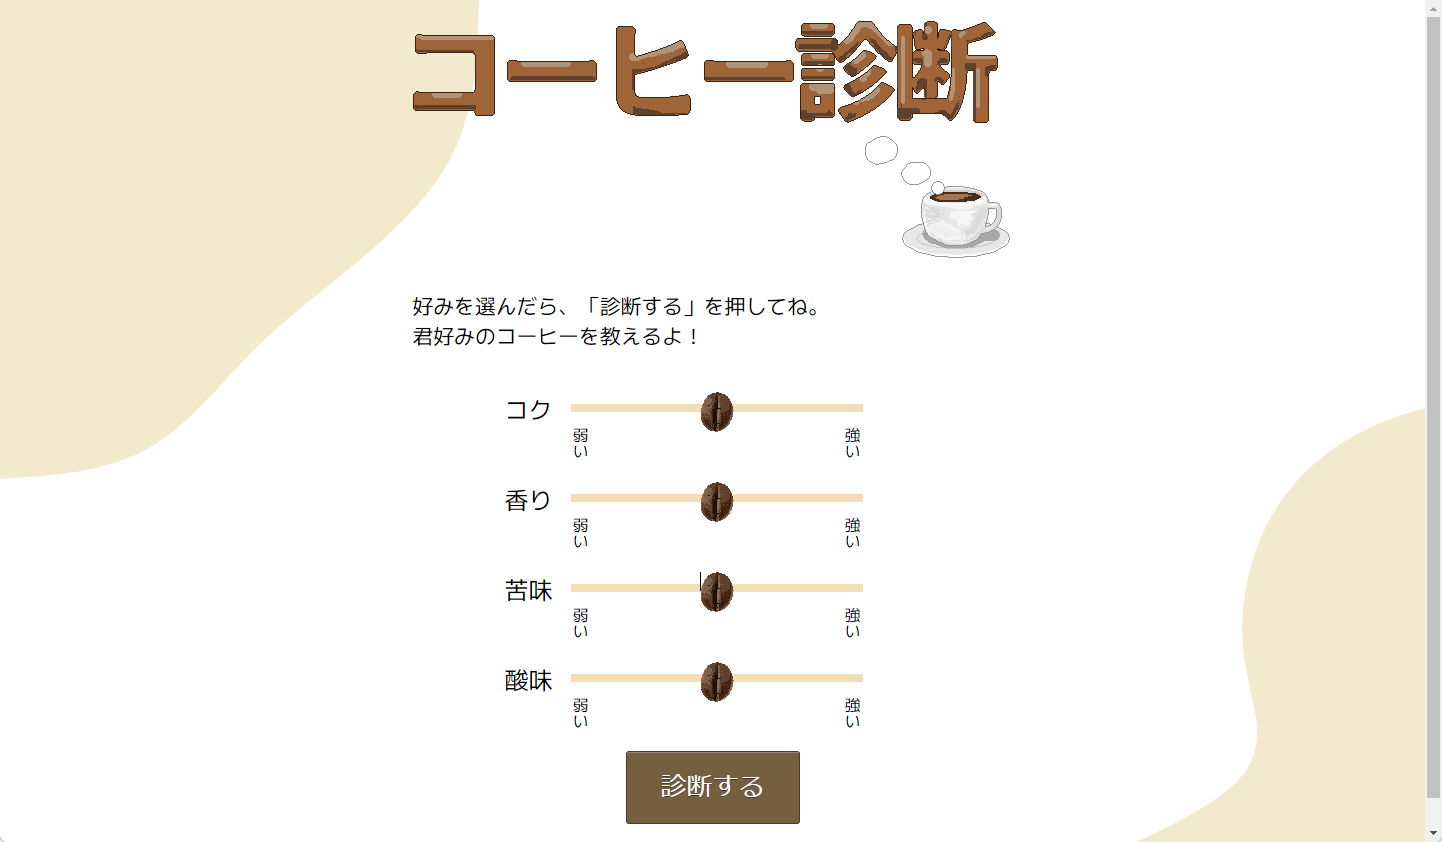 コーヒー診断
好みを選んだら、「診断する」を押してね。
君好みのコーヒーを教えるよ！
コク
弱い
強い
香り
弱い
強い
苦味
弱い
強い
酸味
弱い
強い
診断する